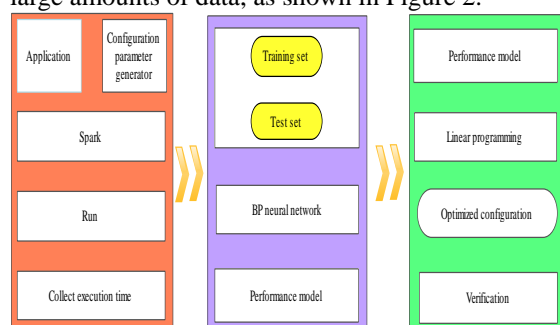 large amounts of data, as shown in Figure 2.
Application
Configuration
parameter
generator
Spark
Run
Collect execution time
Training set
Test set
BP neural network
Performance model
Performance model
Linear programming
Optimized configuration
Verification